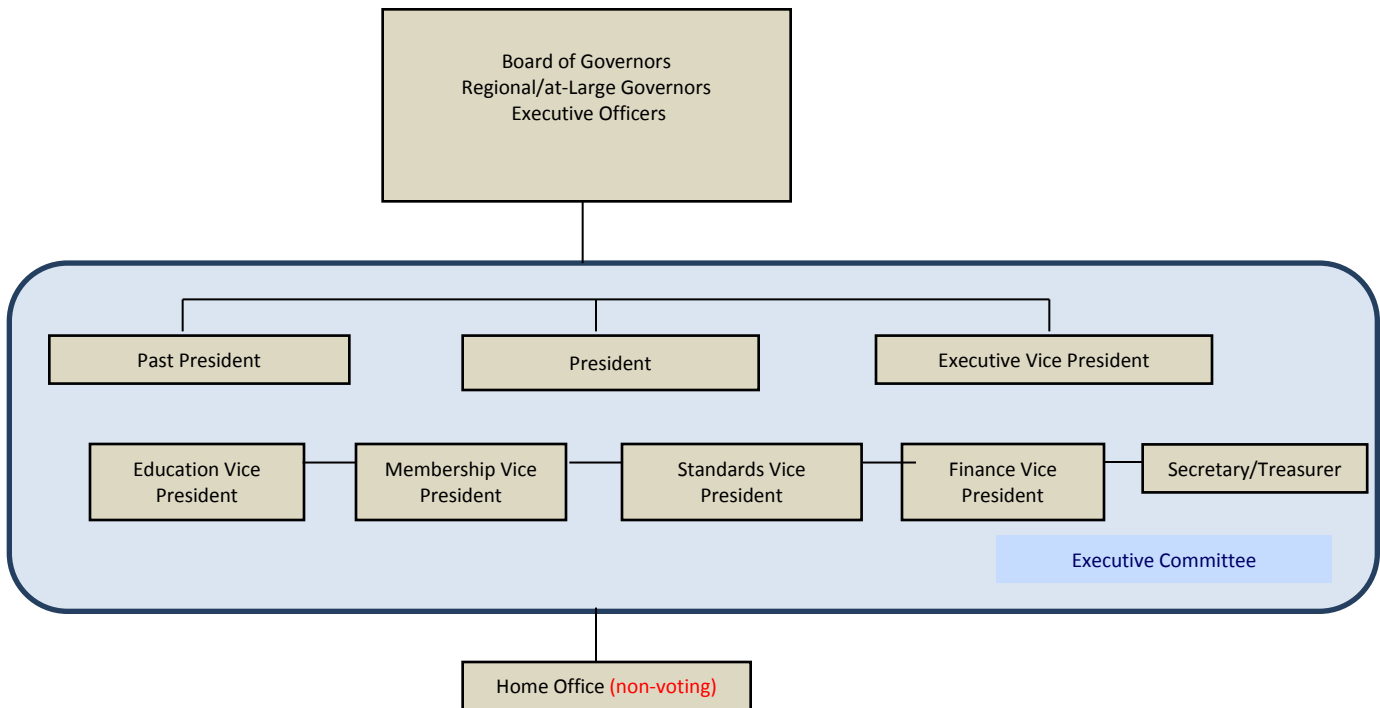 Board of Governors
Regional/at-Large Governors
Executive Officers
Past President
President
Executive Vice President
Education Vice
President
Membership Vice
President
Standards Vice
President
Finance Vice
President
Secretary/Treasurer
Executive Committee
Home Office (non-voting)